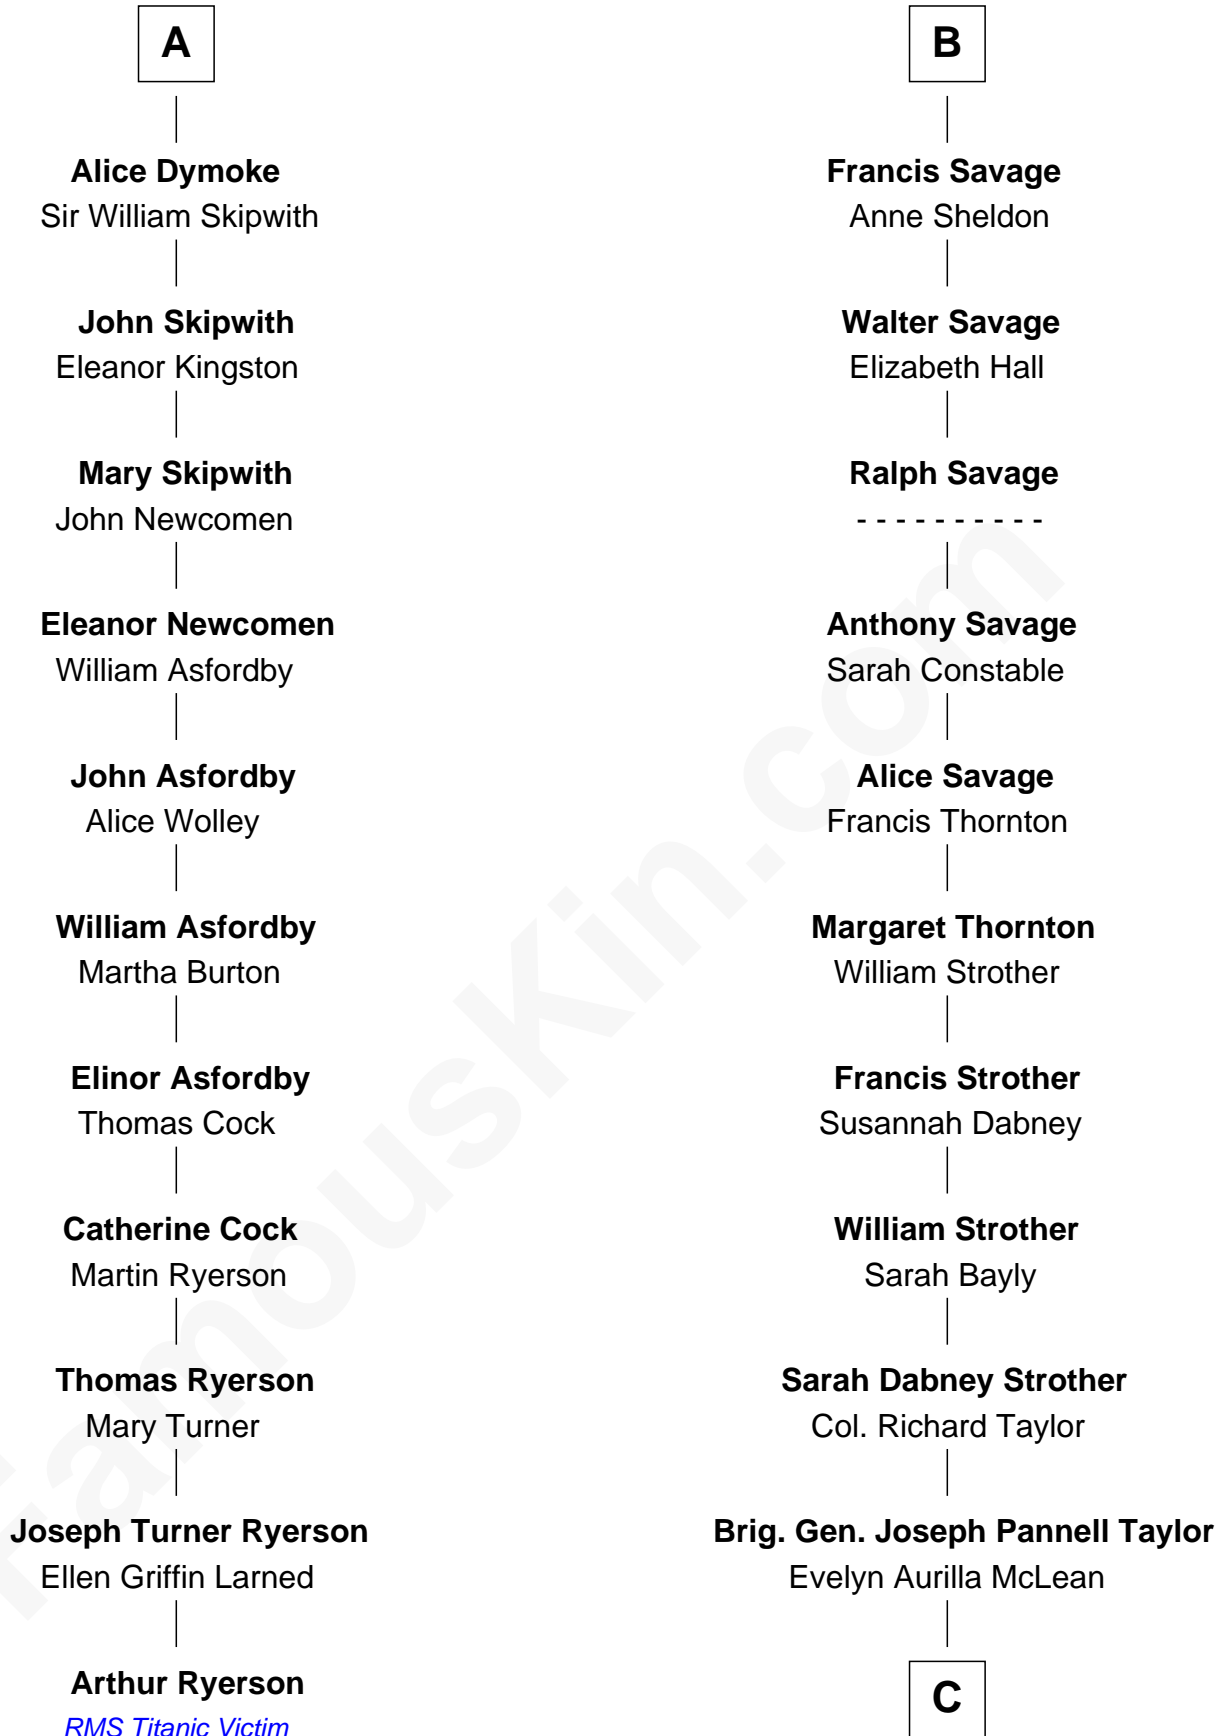 A
Alice Dymoke
Sir William Skipwith
John Skipwith
Eleanor Kingston
Mary Skipwith
John Newcomen
Eleanor Newcomen
William Asfordby
John Asfordby
Alice Wolley
William Asfordby
Martha Burton
Elinor Asfordby
Thomas Cock
Catherine Cock
Martin Ryerson
Thomas Ryerson
Mary Turner
Joseph Turner Ryerson
Ellen Griffin Larned
Arthur Ryerson
RMS Titanic Victim
B
Francis Savage
Anne Sheldon
Walter Savage
Elizabeth Hall
Ralph Savage
- - - - - - - - - -
Anthony Savage
Sarah Constable
Alice Savage
Francis Thornton
Margaret Thornton
William Strother
Francis Strother
Susannah Dabney
William Strother
Sarah Bayly
Sarah Dabney Strother
Col. Richard Taylor
Brig. Gen. Joseph Pannell Taylor
Evelyn Aurilla McLean
C
FamousKin.com